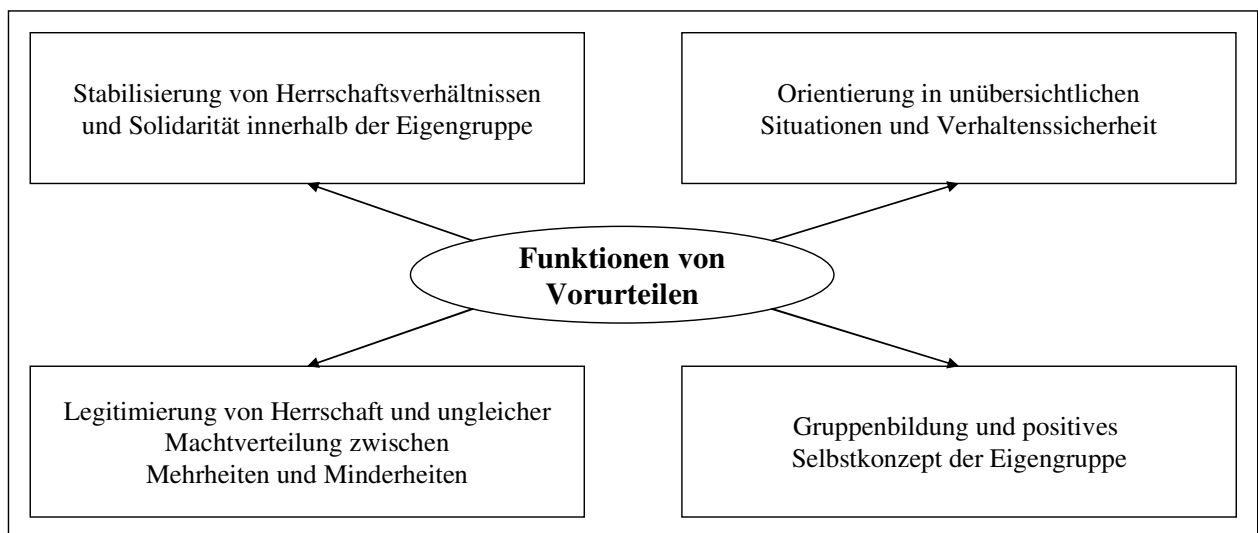 Stabilisierung von Herrschaftsverhältnissen
und Solidarität innerhalb der Eigengruppe
Orientierung in unübersichtlichen
Situationen und Verhaltenssicherheit
Funktionen von
Vorurteilen
Legitimierung von Herrschaft und ungleicher
Machtverteilung zwischen
Mehrheiten und Minderheiten
Gruppenbildung und positives
Selbstkonzept der Eigengruppe